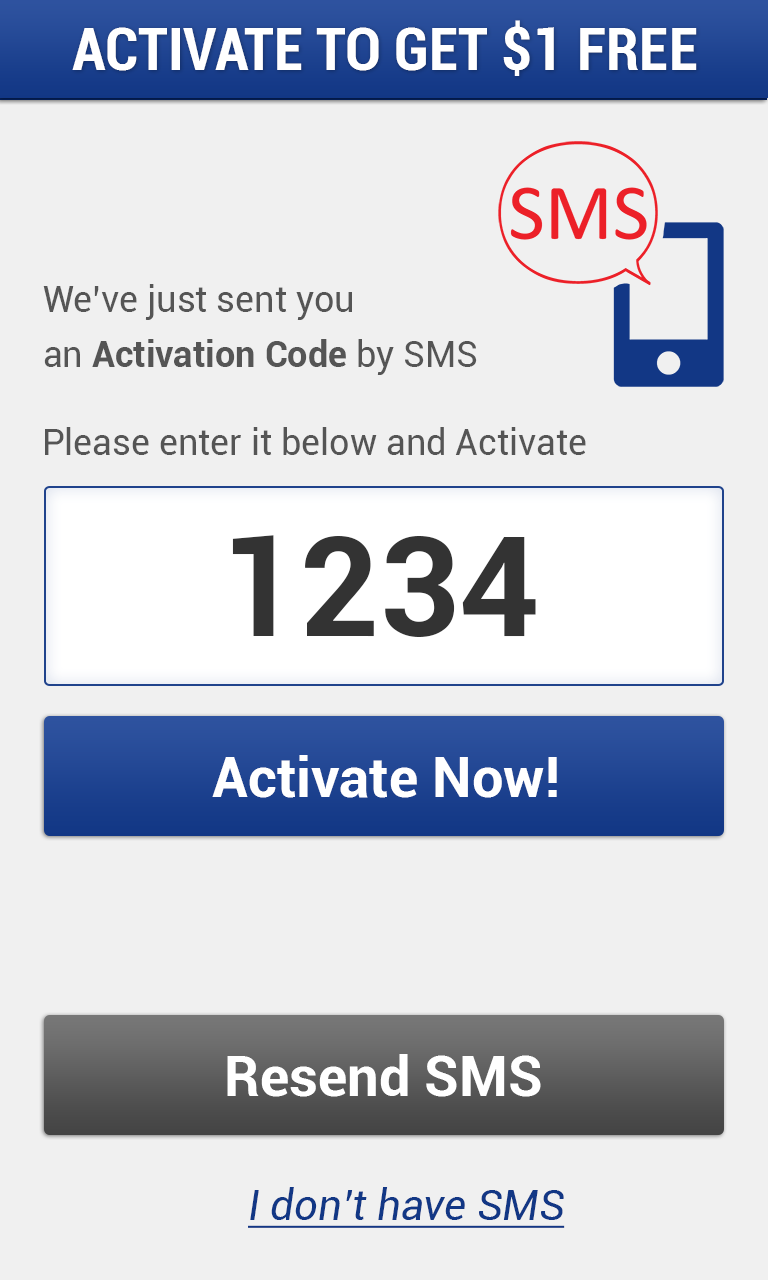 ACTIVATE TO GET $1 FREE
SMS
We've just sent you
an Activation Code by SMS
Please enter it below and Activate
1234
Activate Now!
Resend SMS
I don't have SMS